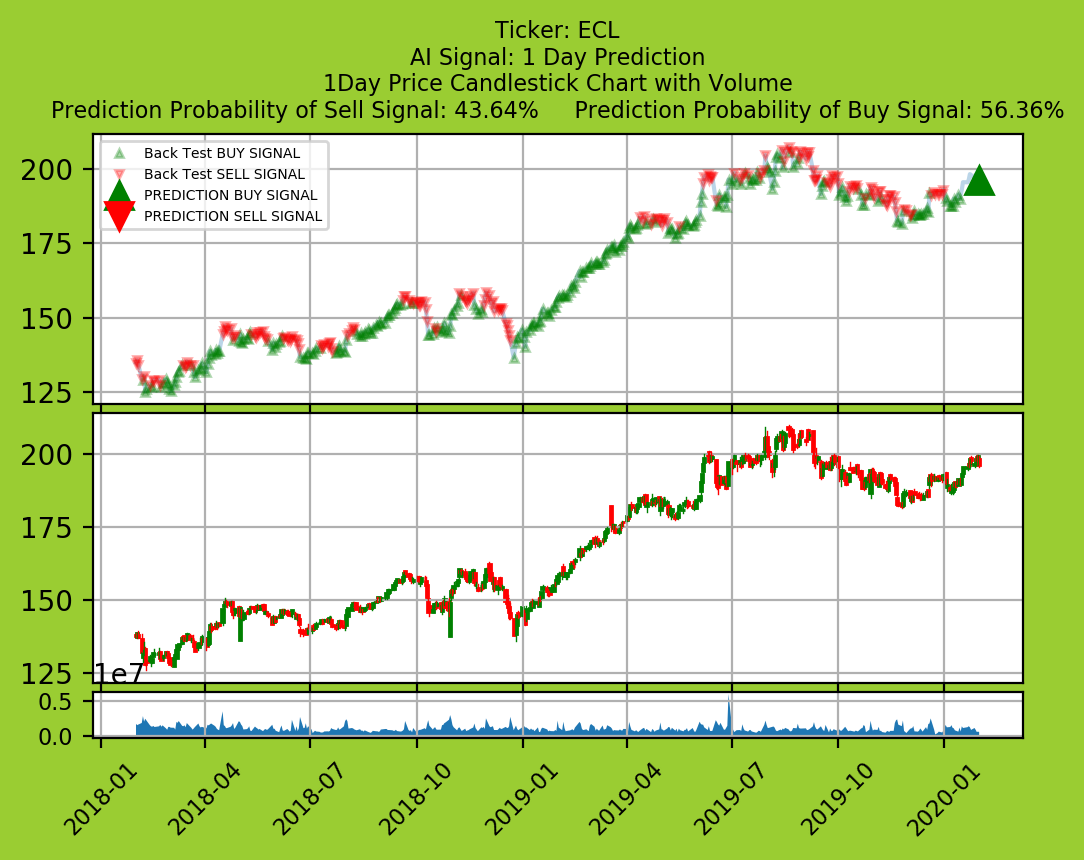 Ticker: ECL
AI Signal: 1 Day Prediction
1Day Price Candlestick Chart with Volume
Prediction Probability of Sell Signal: 43.64%     Prediction Probability of Buy Signal: 56.36%
Back Test BUY SIGNAL
Back Test SELL SIGNAL
PREDICTION BUY SIGNAL
PREDICTION SELL SIGNAL
200
175
150
125
200
175
150
125
1e7
0.5
0.0
2018-01
2018-04
2018-07
2018-10
2019-01
2019-04
2019-07
2019-10
2020-01